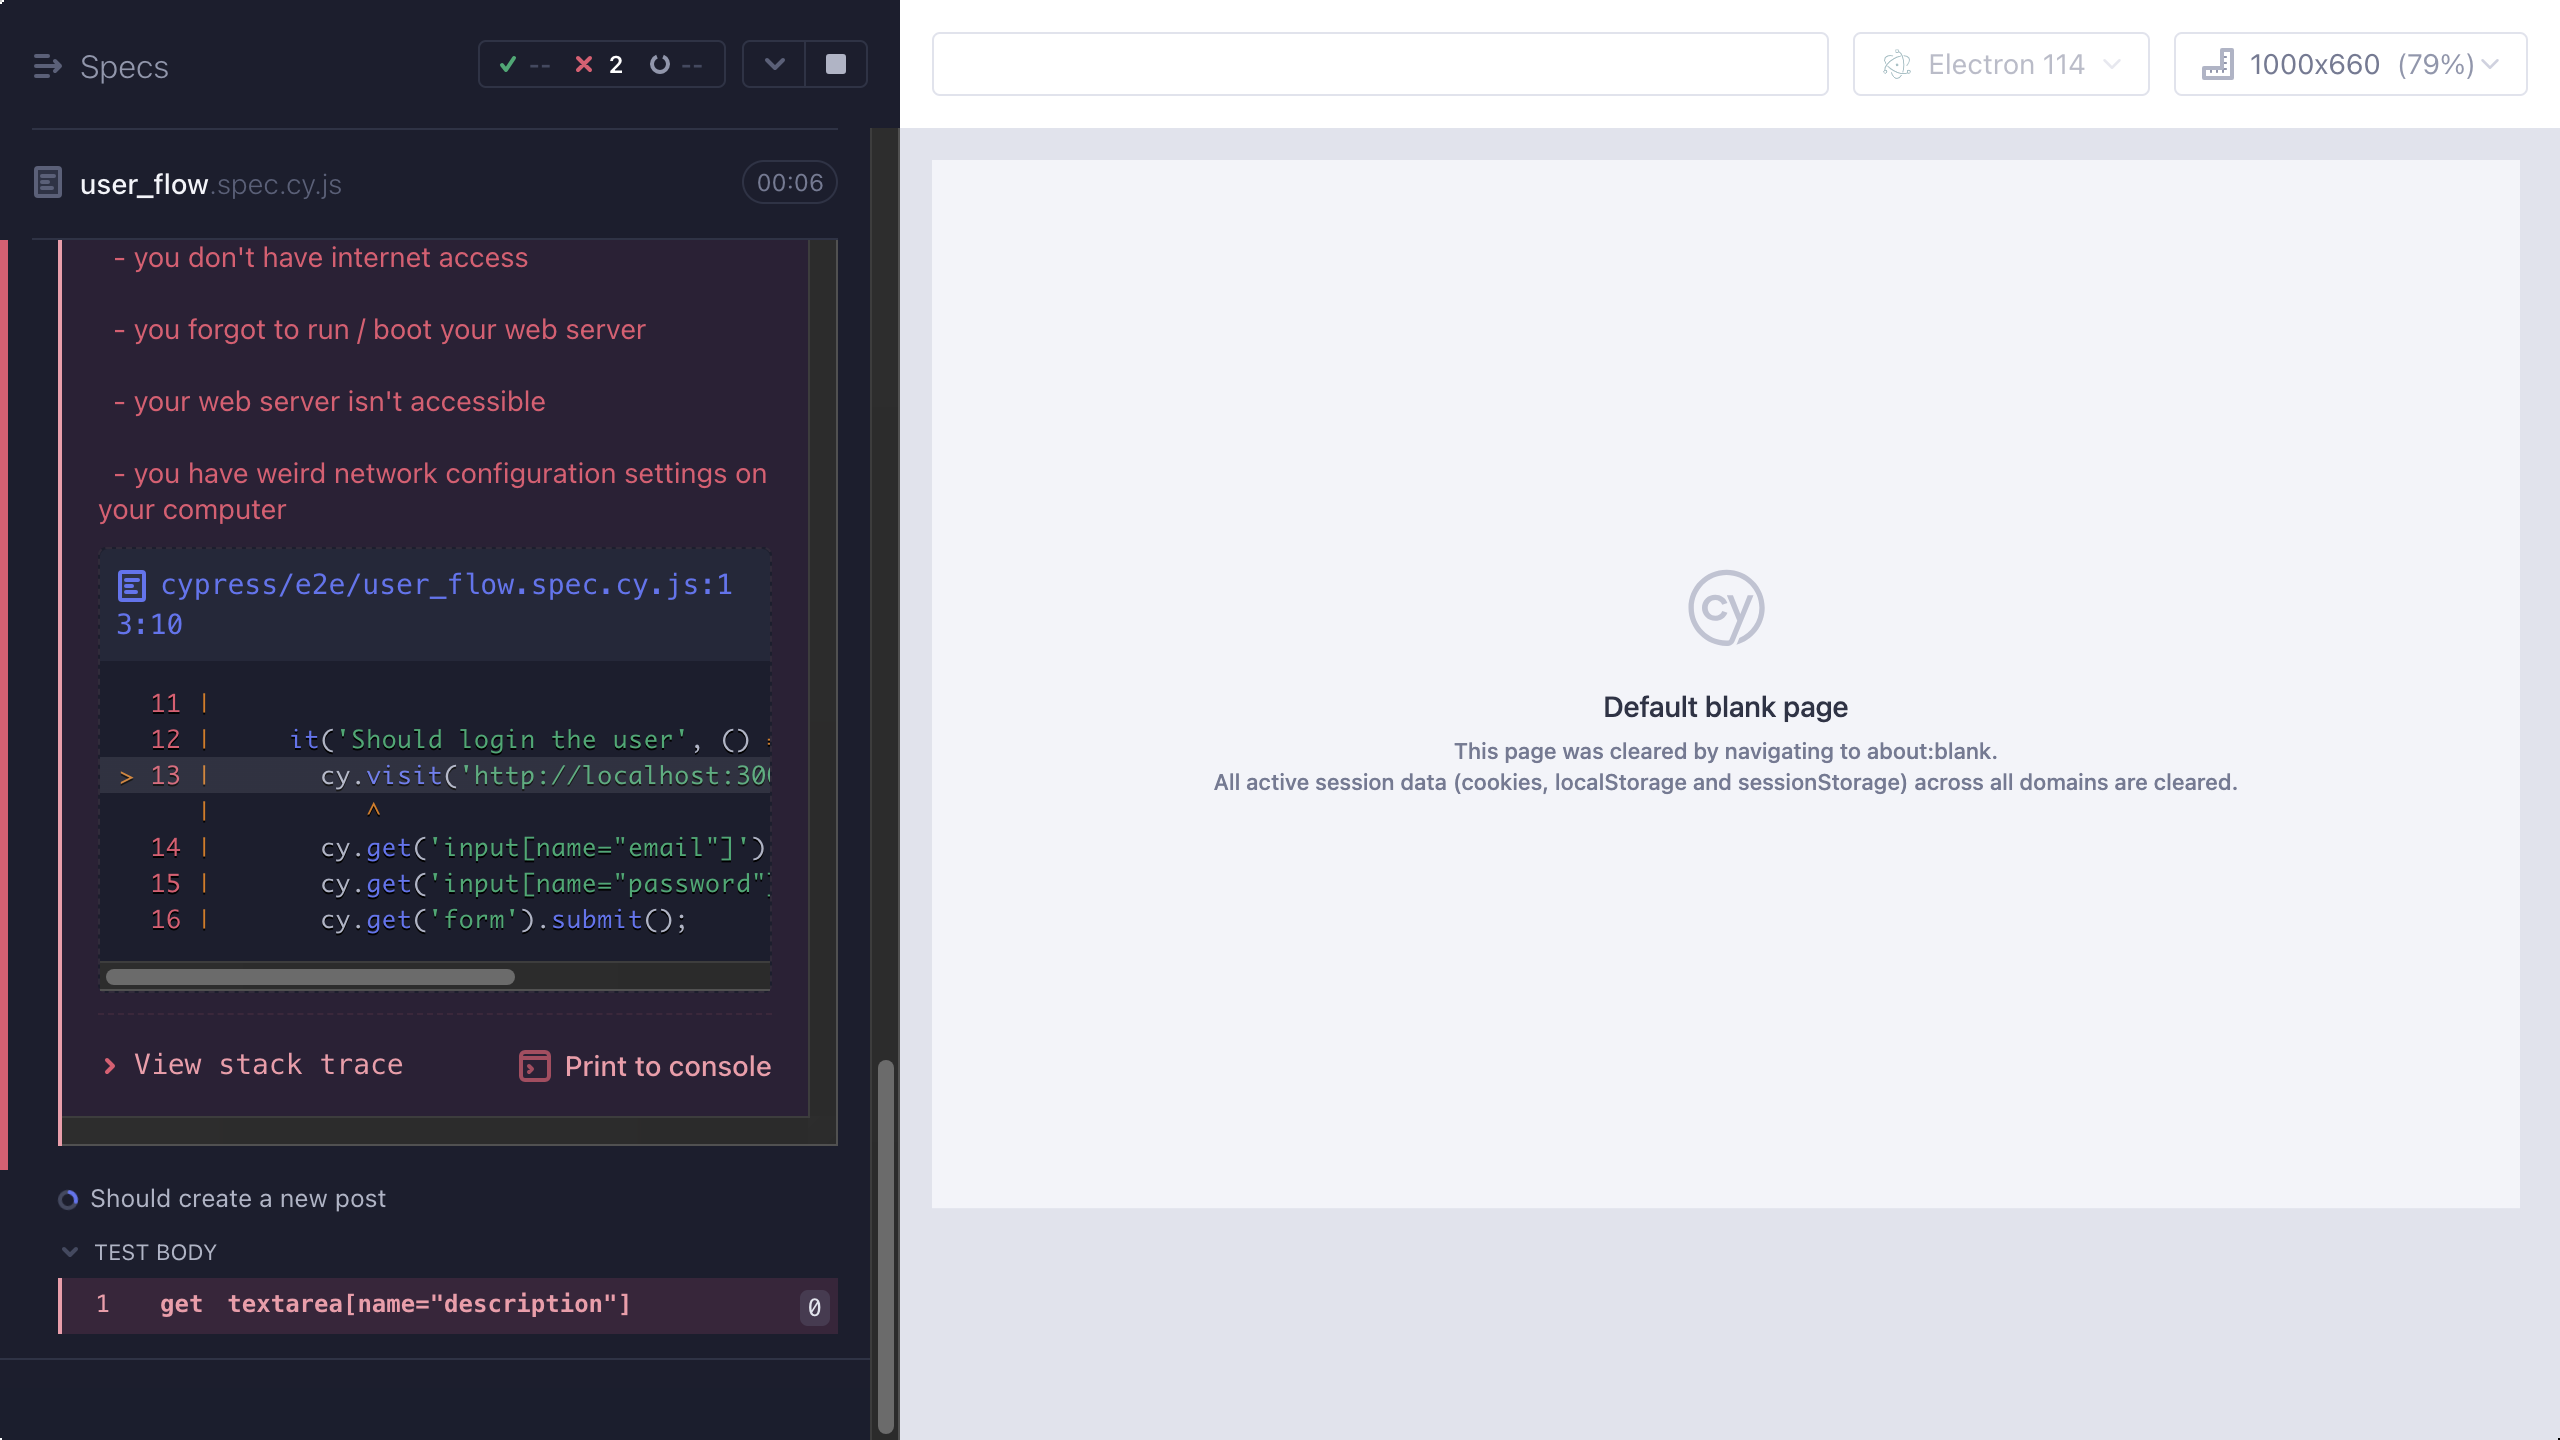 Specs
-- 2 --
Electron 114
1000x660 (79%)
user_flow.spec.cy.js
00:06
- you don't have internet access
- you forgot to run / boot your web server
- your web server isn't accessible
- you have weird network configuration settings on
your computer
cypress/e2e/user_flow.spec.cy.js:1
3:10
11 |
12 | it('Should login the user', ()
> 13 | cy.visit('http://localhost:300
| ^
14 | cy.get('input[name="email"]')
15 | cy.get('input[name="password"]
16 | cy.get('form').submit();
View stack trace
Print to console
Should create a new post
TEST BODY
1 get textarea[name="description"] 0
cy
Default blank page
This page was cleared by navigating to about:blank.
All active session data (cookies, localStorage and sessionStorage) across all domains are cleared.